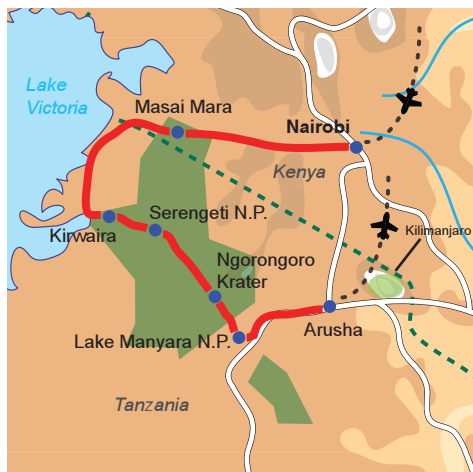 Lake
Victoria
Masai Mara
Nairobi
Kenya
Serengeti N.P.
Kirwaira
Kilimanjaro
Ngorongoro
Krater
Lake Manyara N.P.
Arusha
Tanzania